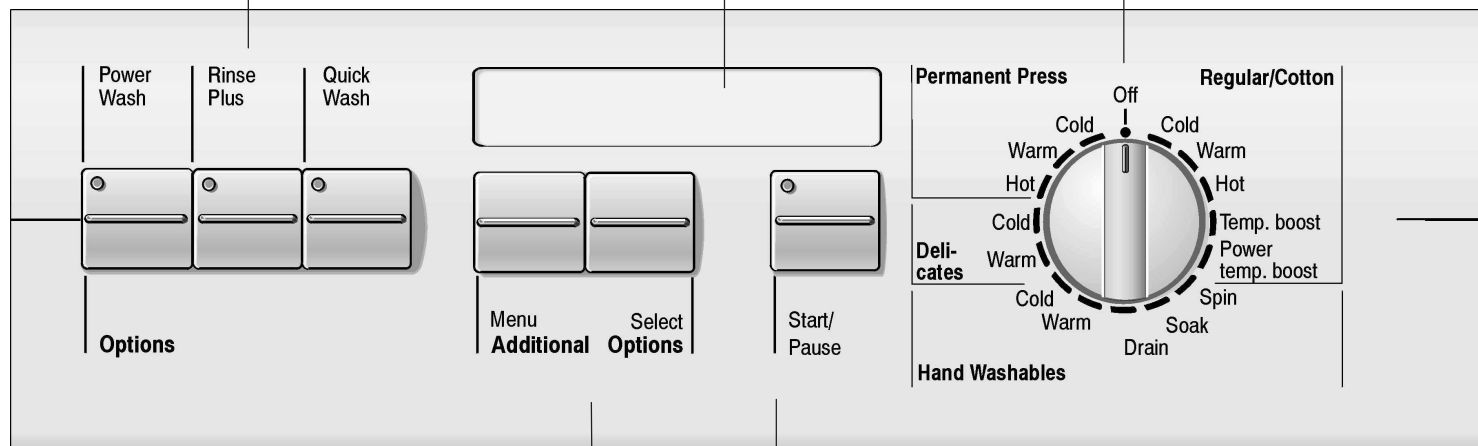 Power
Wash
Rinse
Plus
Quick
Wash
Options
Menu
Select
Additional Options
Start/
Pause
Permanent Press
Regular/Cotton
Off
Cold
Warm
Hot
Cold
Warm
Hot
Temp. boost
Power
temp. boost
Deli-
cates
Cold
Warm
Cold
Warm
Spin
Soak
Drain
Hand Washables